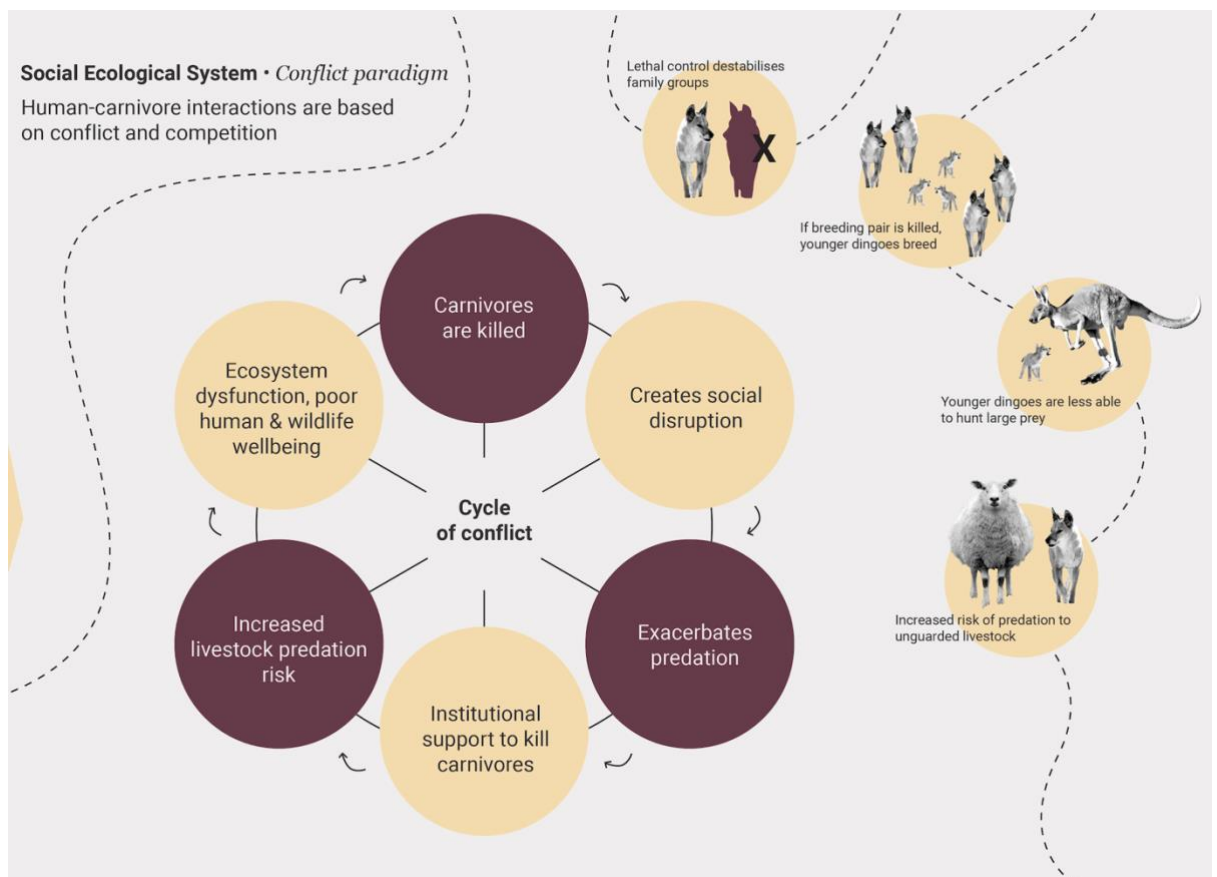 Social Ecological System • Conflict paradigm
Human-carnivore interactions are based
on conflict and competition
Lethal control destabilises
family groups
X
If breeding pair is killed,
younger dingoes breed
Younger dingoes are less able
to hunt large prey
Increased risk of predation to
unguarded livestock
Carnivores
are killed
Creates social
disruption
Exacerbates
predation
Institutional
support to kill
carnivores
Increased
livestock predation
risk
Ecosystem
dysfunction, poor
human & wildlife
wellbeing
Cycle
of conflict